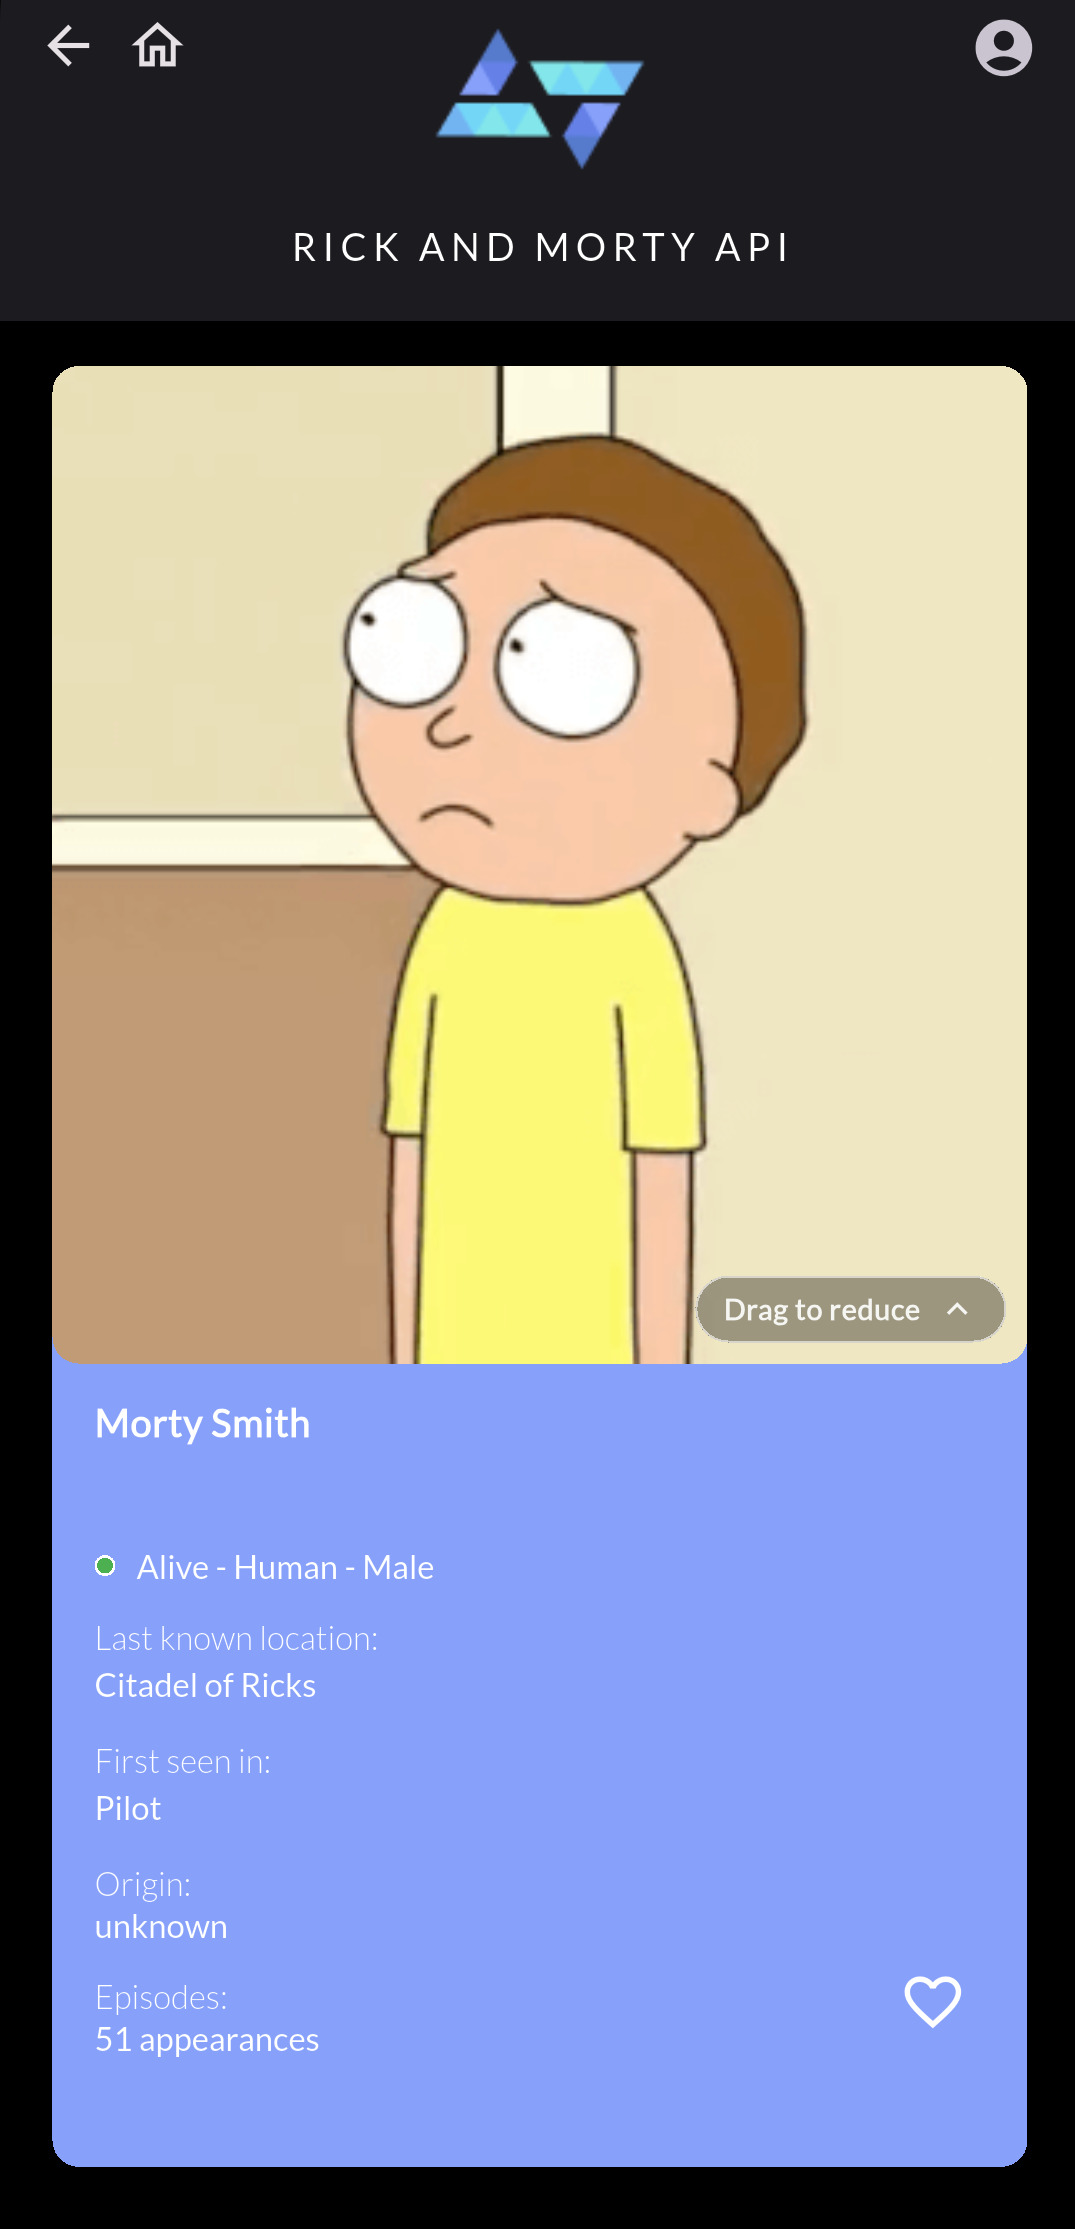 RICK AND MORTY API
Drag to reduce
Morty Smith
Alive - Human - Male
Last known location:
Citadel of Ricks
First seen in:
Pilot
Origin:
unknown
Episodes:
51 appearances